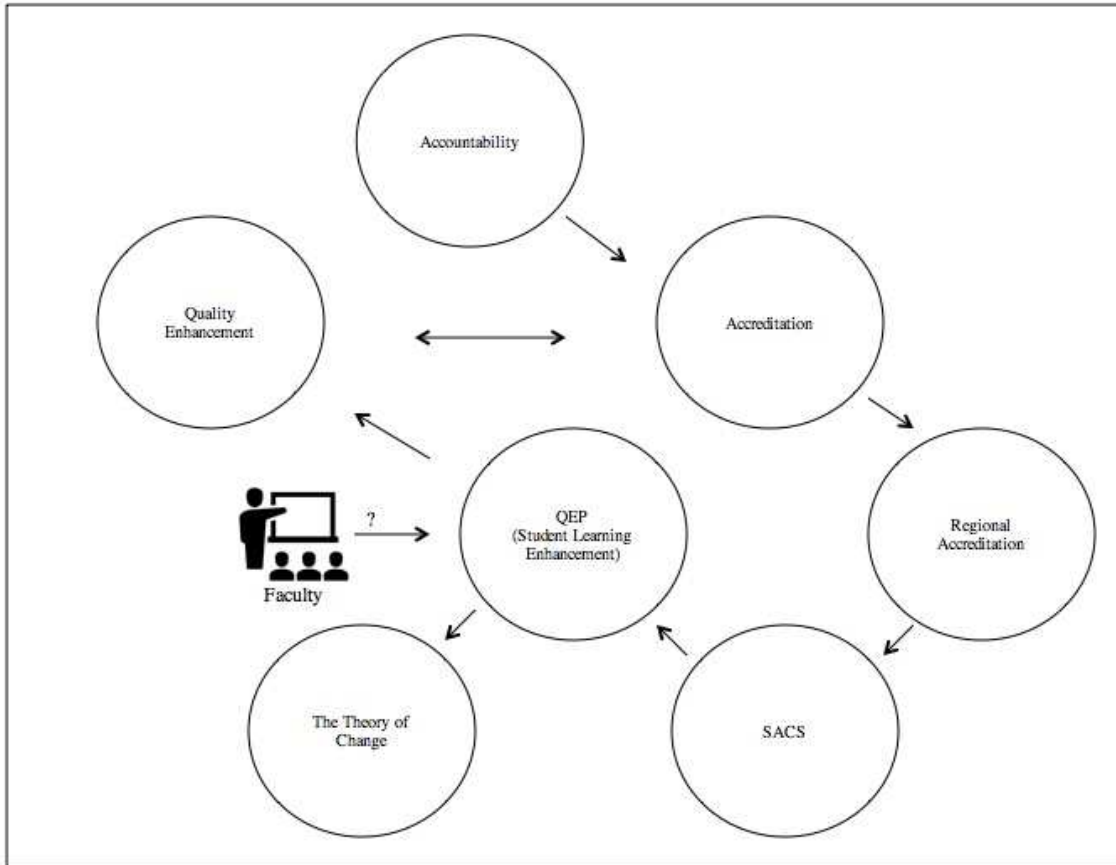 Accountability
Quality
Enhancement
Accreditation
?
QEP
(Student Learning
Enhancement)
Regional
Accreditation
Faculty
The Theory of
Change
SACS